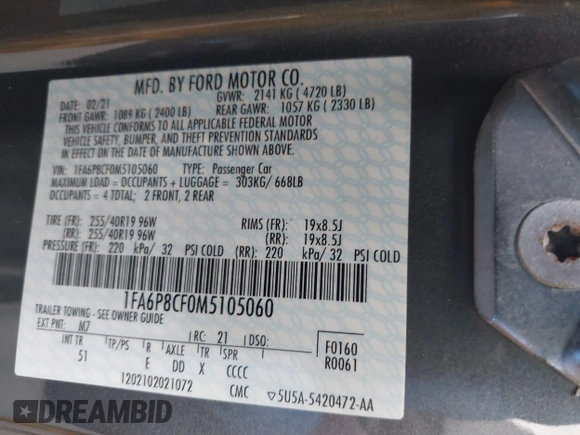 MFD. BY FORD MOTOR CO.
DATE: 02/21 GVWR: 2141 KG ( 4720 LB)
FRONT GAWR: 1089 KG ( 2400 LB) REAR GAWR: 1057 KG ( 2330 LB)
THIS VEHICLE CONFORMS TO ALL APPLICABLE FEDERAL MOTOR
VEHICLE SAFETY, BUMPER, AND THEFT PREVENTION STANDARDS
IN EFFECT ON THE DATE OF MANUFACTURE SHOWN ABOVE.
VIN: 1FA6P8CF0M5105060 TYPE: Passenger Car
MAXIMUM LOAD = OCCUPANTS + LUGGAGE = 303KG/ 668LB
OCCUPANTS = 4 TOTAL; 2 FRONT, 2 REAR
TIRE (FR): 255/40R19 96W RIMS (FR): 19x8.5J
(RR): 255/40R19 96W (RR): 19x8.5J
PRESSURE (FR): 220 kPa/ 32 PSI COLD (RR): 220 kPa/ 32 PSI COLD
1FA6P8CF0M5105060
TRAILER TOWING - SEE OWNER GUIDE
EXT PNT: M7 RC: 21 DSO:
INT TR TP/PS R AXLE TR SPR F0160
51 E DD X CCCC R0061
T202102021072 CMC ▽5U5A-5420472-AA
DREAMBID